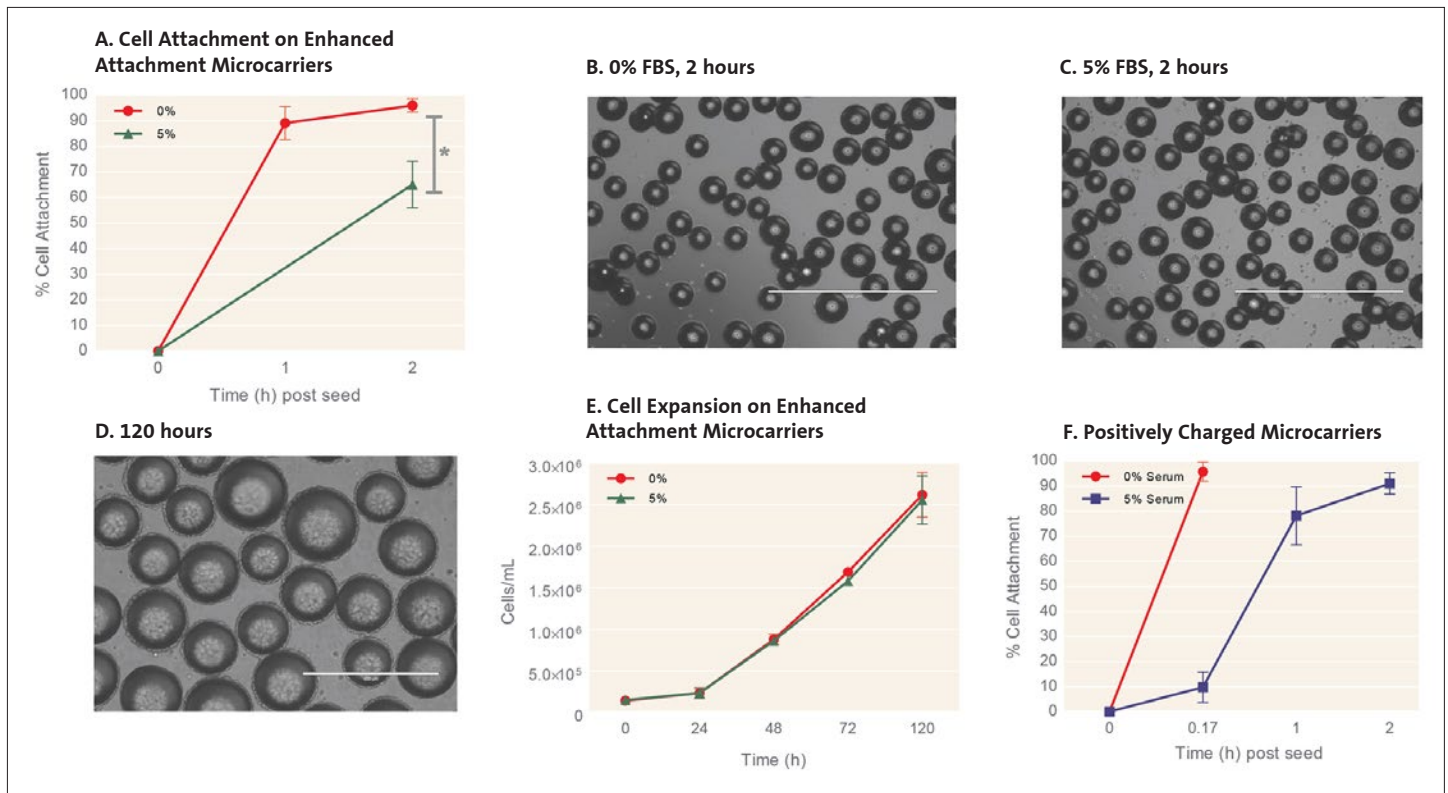 A. Cell Attachment on Enhanced
Attachment Microcarriers
100
90
80
70
60
50
40
30
20
10
0
% Cell Attachment
0%
5%
*
0
1
2
Time (h) post seed
B. 0% FBS, 2 hours
C. 5% FBS, 2 hours
D. 120 hours
E. Cell Expansion on Enhanced
Attachment Microcarriers
3.0x10⁶
2.5x10⁶
2.0x10⁶
1.5x10⁶
1.0x10⁶
5.0x10⁵
0
Cells/mL
0%
5%
0
24
48
72
120
Time (h)
F. Positively Charged Microcarriers
100
90
80
70
60
50
40
30
20
10
0
% Cell Attachment
0% Serum
5% Serum
0
0.17
1
2
Time (h) post seed